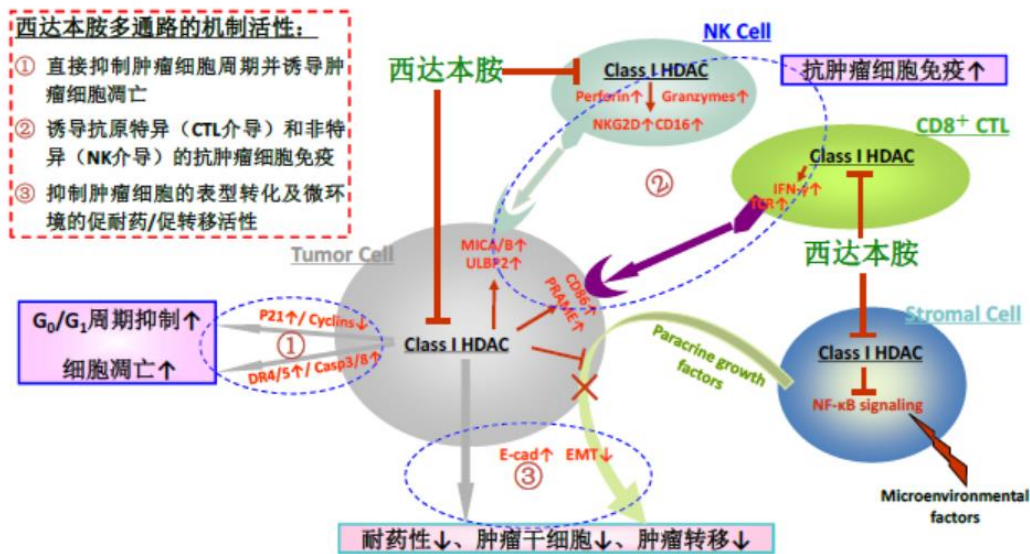 西达本胺多通路的机制活性：
① 直接抑制肿瘤细胞周期并诱导肿
瘤细胞凋亡
② 诱导抗原特异（CTL介导）和非特
异（NK介导）的抗肿瘤细胞免疫
③ 抑制肿瘤细胞的表型转化及微环
境的促耐药/促转移活性
NK Cell
西达本胺
Class I HDAC
Perforin↑ Granzymes↑
NKG2D↑CD16↑
抗肿瘤细胞免疫↑
CD8⁺ CTL
Class I HDAC
IFN-γ↑
TCR↑
②
西达本胺
Tumor Cell
MICA/B↑
ULBP2↑
CD86↑
PRAME↑
Class I HDAC
G₀/G₁周期抑制↑
细胞凋亡↑
P21↑/ Cyclins↓
①
DR4/5↑/ Casp3/8↑
Paracrine growth
factors
Stromal Cell
Class I HDAC
NF-κB signaling
Microenvironmental
factors
E-cad↑ EMT↓
③
耐药性↓、肿瘤干细胞↓、肿瘤转移↓